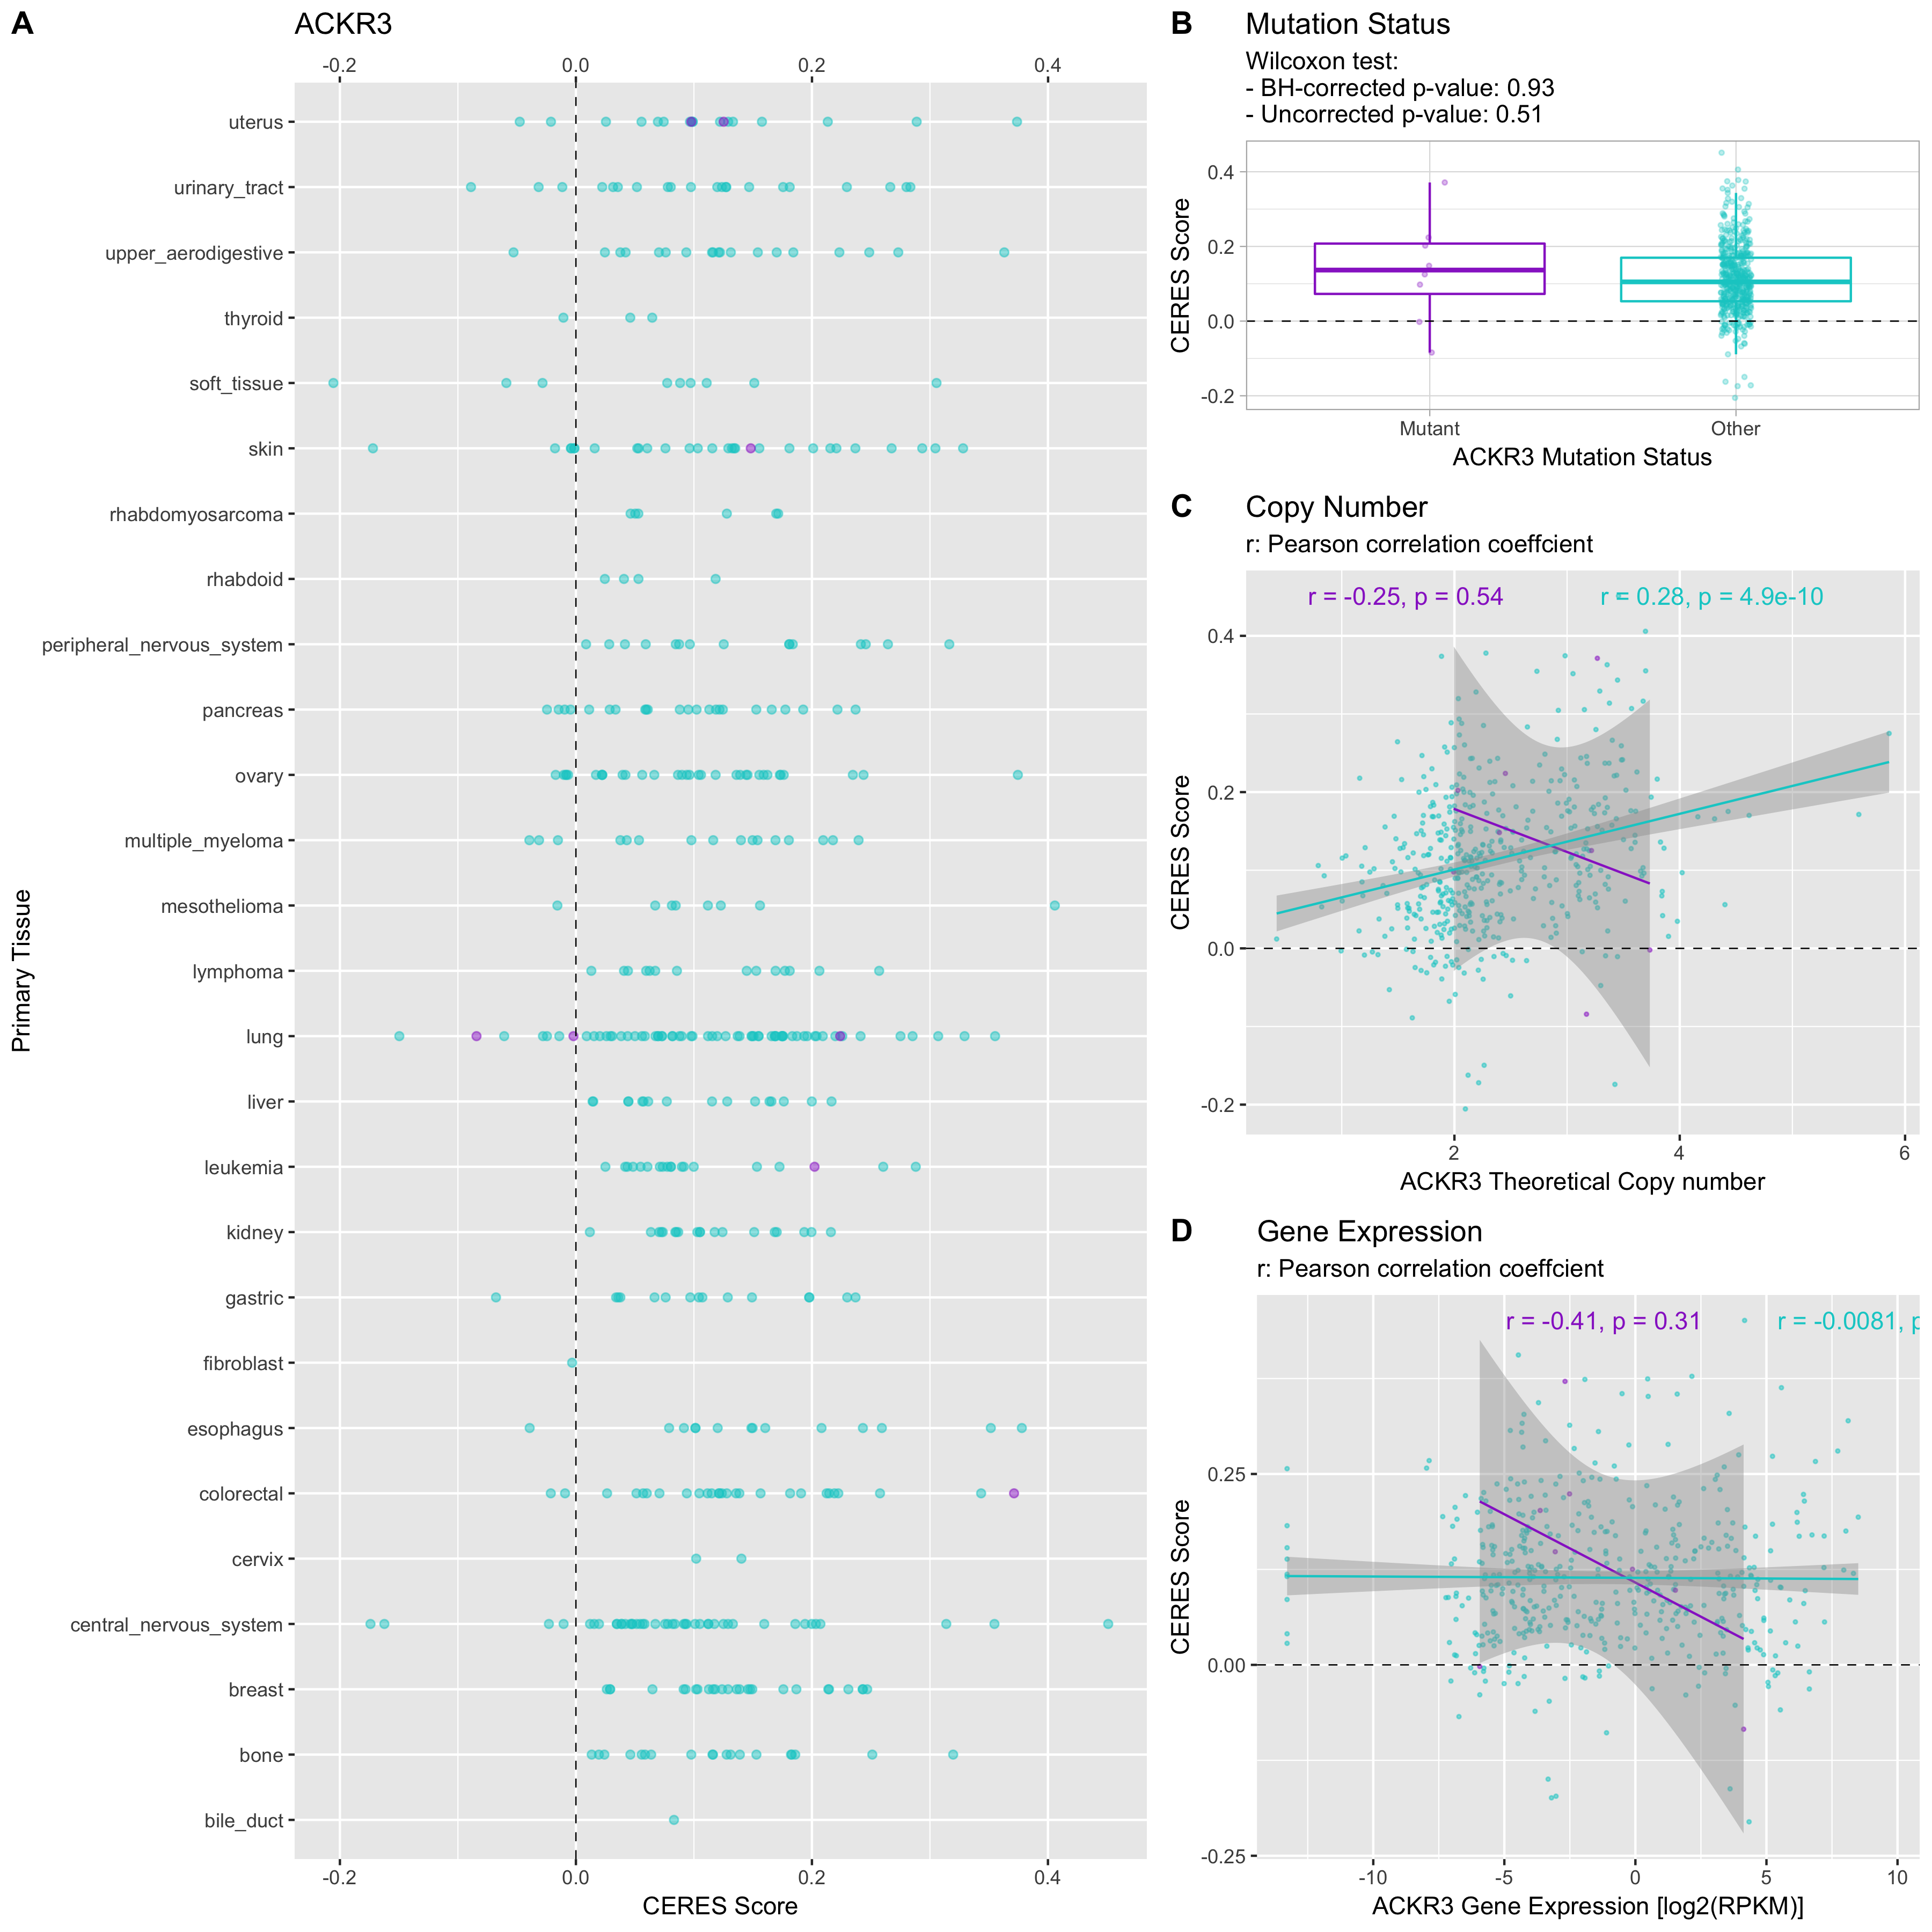 A
ACKR3
-0.2 0.0 0.2 0.4
Primary Tissue
uterus
urinary_tract
upper_aerodigestive
thyroid
soft_tissue
skin
rhabdomyosarcoma
rhabdoid
peripheral_nervous_system
pancreas
ovary
multiple_myeloma
mesothelioma
lymphoma
lung
liver
leukemia
kidney
gastric
fibroblast
esophagus
colorectal
cervix
central_nervous_system
breast
bone
bile_duct
-0.2 0.0 0.2 0.4
CERES Score
B
Mutation Status
Wilcoxon test:
- BH-corrected p-value: 0.93
- Uncorrected p-value: 0.51
CERES Score
0.4
0.2
0.0
-0.2
Mutant Other
ACKR3 Mutation Status
C
Copy Number
r: Pearson correlation coeffcient
r = -0.25, p = 0.54
r = 0.28, p = 4.9e-10
CERES Score
0.4
0.2
0.0
-0.2
2 4 6
ACKR3 Theoretical Copy number
D
Gene Expression
r: Pearson correlation coeffcient
r = -0.41, p = 0.31
r = -0.0081, p
CERES Score
0.25
0.00
-0.25
-10 -5 0 5 10
ACKR3 Gene Expression [log2(RPKM)]